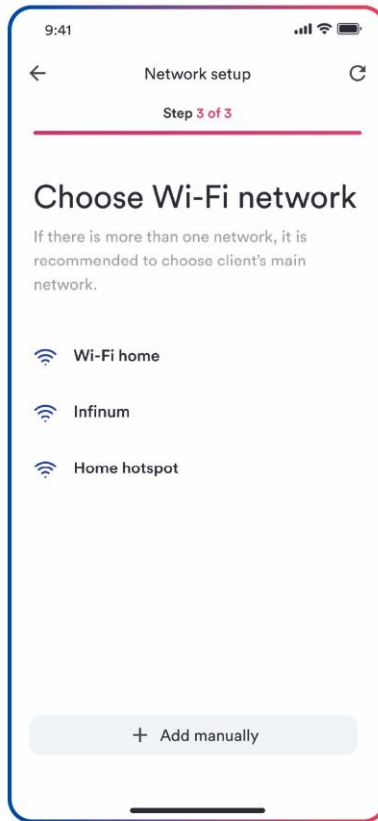 9:41
Network setup
Step 3 of 3
Choose Wi-Fi network
If there is more than one network, it is
recommended to choose client's main
network.
Wi-Fi home
Infinum
Home hotspot
+ Add manually